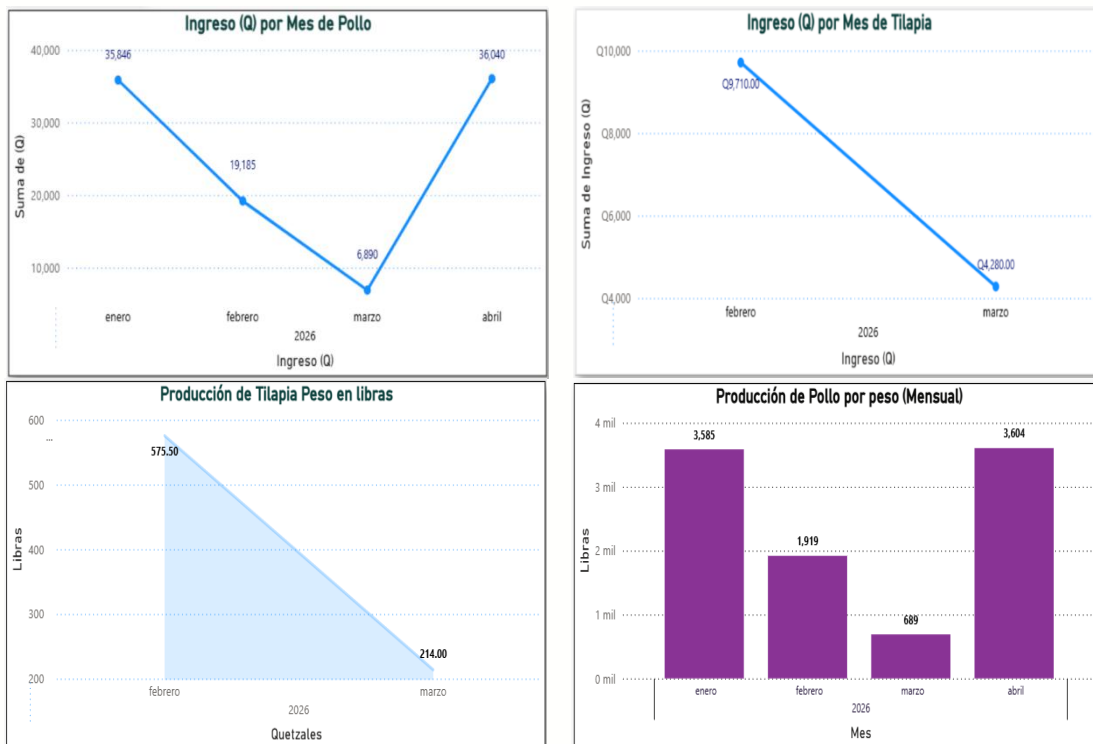 Ingreso (Q) por Mes de Pollo
Suma de (Q)
40,000
30,000
20,000
10,000
35,846
19,185
6,890
36,040
enero febrero marzo abril
2026
Ingreso (Q)
Ingreso (Q) por Mes de Tilapia
Suma de Ingreso (Q)
Q10,000
Q8,000
Q6,000
Q4,000
Q9,710.00
Q4,280.00
febrero marzo
2026
Ingreso (Q)
Producción de Tilapia Peso en libras
Libras
600
...
500
400
300
200
575.50
214.00
febrero marzo
2026
Quetzales
Producción de Pollo por peso (Mensual)
Libras
4 mil
3 mil
2 mil
1 mil
0 mil
3,585
1,919
689
3,604
enero febrero marzo abril
2026
Mes